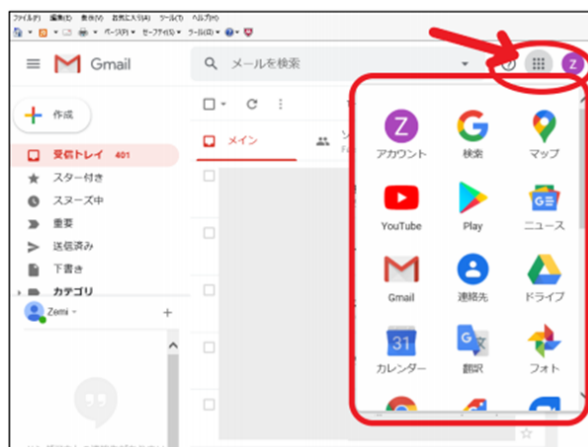 ファイル(F) 編集(E) 表示(V) お気に入り(A) ツール(T) ヘルプ(H)
ページ(P) セーフティ(S) ツール(O)
Gmail
メールを検索
Z
作成
メイン
ソ
受信トレイ 401
スター付き
スヌーズ中
重要
送信済み
下書き
カテゴリ
Zemi
Z
アカウント
検索
マップ
YouTube
Play
ニュース
Gmail
連絡先
ドライブ
31
カレンダー
翻訳
フォト